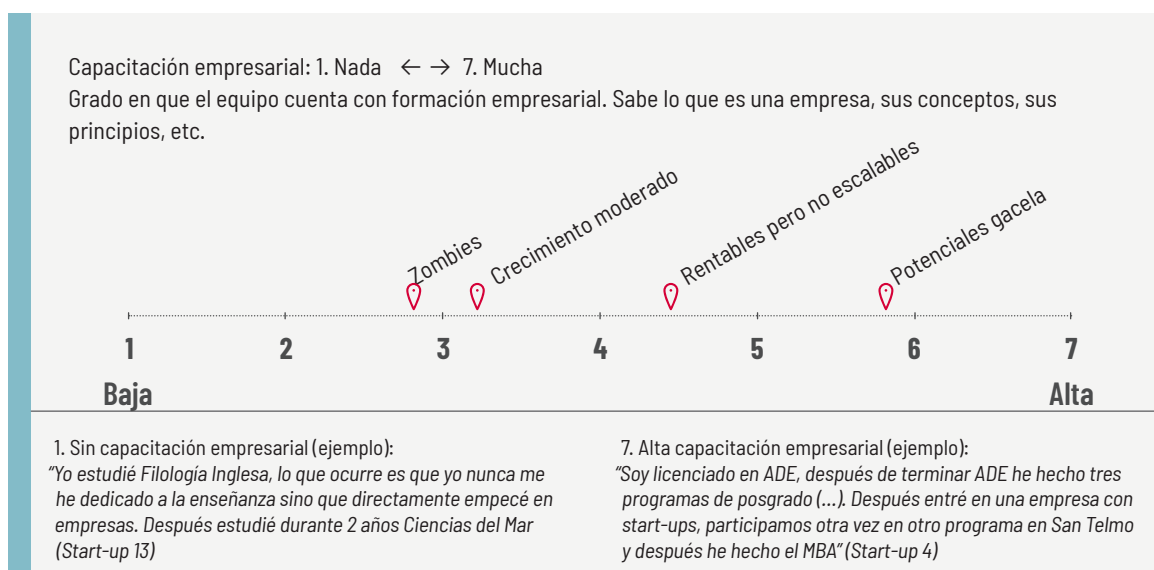 Capacitación empresarial: 1. Nada ← → 7. Mucha
Grado en que el equipo cuenta con formación empresarial. Sabe lo que es una empresa, sus conceptos, sus
principios, etc.
Zombies
Crecimiento moderado
Rentables pero no escalables
Potenciales gacela
1 2 3 4 5 6 7
Baja Alta
1. Sin capacitación empresarial (ejemplo):
"Yo estudié Filología Inglesa, lo que ocurre es que yo nunca me
he dedicado a la enseñanza sino que directamente empecé en
empresas. Después estudié durante 2 años Ciencias del Mar
(Start-up 13)
7. Alta capacitación empresarial (ejemplo):
"Soy licenciado en ADE, después de terminar ADE he hecho tres
programas de posgrado (...). Después entré en una empresa con
start-ups, participamos otra vez en otro programa en San Telmo
y después he hecho el MBA" (Start-up 4)